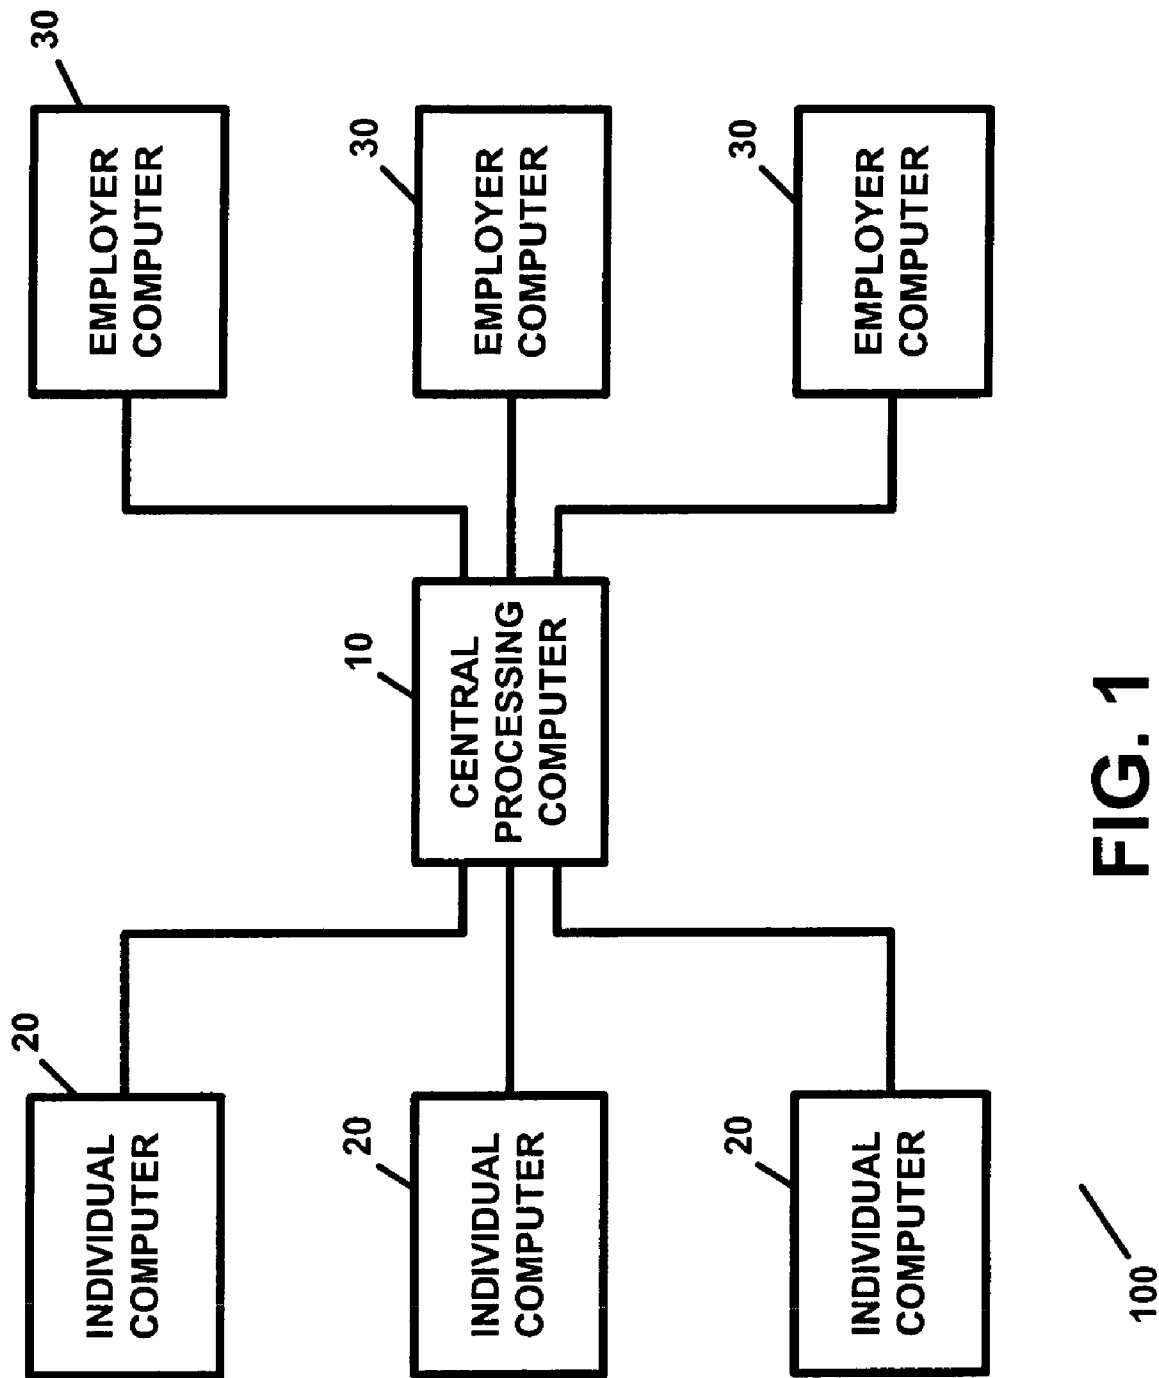 20
INDIVIDUAL
COMPUTER
30
EMPLOYER
COMPUTER
20
INDIVIDUAL
COMPUTER
10
CENTRAL
PROCESSING
COMPUTER
30
EMPLOYER
COMPUTER
20
INDIVIDUAL
COMPUTER
30
EMPLOYER
COMPUTER
100
FIG. 1